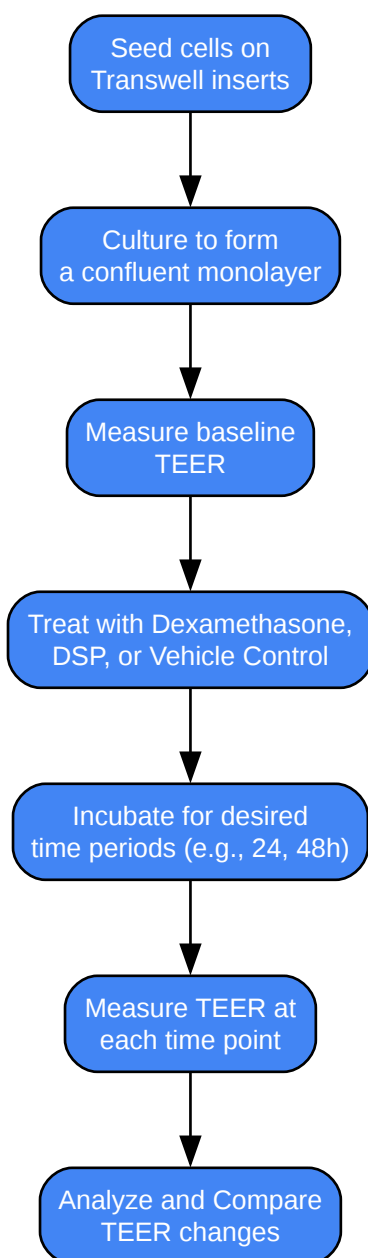 Seed cells on
Transwell inserts
Culture to form
a confluent monolayer
Measure baseline
TEER
Treat with Dexamethasone,
DSP, or Vehicle Control
Incubate for desired
time periods (e.g., 24, 48h)
Measure TEER at
each time point
Analyze and Compare
TEER changes